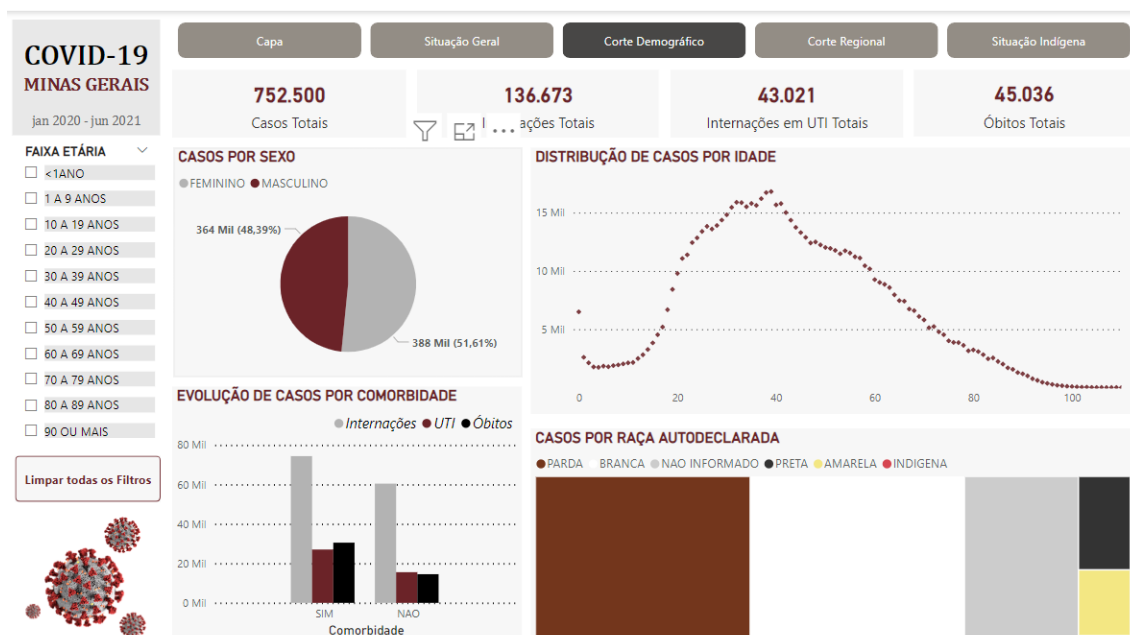 COVID-19
MINAS GERAIS
jan 2020 - jun 2021
Capa
Situação Geral
Corte Demográfico
Corte Regional
Situação Indígena
752.500
Casos Totais
136.673
ações Totais
43.021
Internações em UTI Totais
45.036
Óbitos Totais
FAIXA ETÁRIA
<1ANO
1 A 9 ANOS
10 A 19 ANOS
20 A 29 ANOS
30 A 39 ANOS
40 A 49 ANOS
50 A 59 ANOS
60 A 69 ANOS
70 A 79 ANOS
80 A 89 ANOS
90 OU MAIS
Limpar todas os Filtros
CASOS POR SEXO
FEMININO MASCULINO
364 Mil (48,39%)
388 Mil (51,61%)
DISTRIBUÇÃO DE CASOS POR IDADE
15 Mil
10 Mil
5 Mil
0 20 40 60 80 100
EVOLUÇÃO DE CASOS POR COMORBIDADE
Internações UTI Óbitos
80 Mil
60 Mil
40 Mil
20 Mil
0 Mil
SIM NAO
Comorbidade
CASOS POR RAÇA AUTODECLARADA
PARDA BRANCA NAO INFORMADO PRETA AMARELA INDIGENA